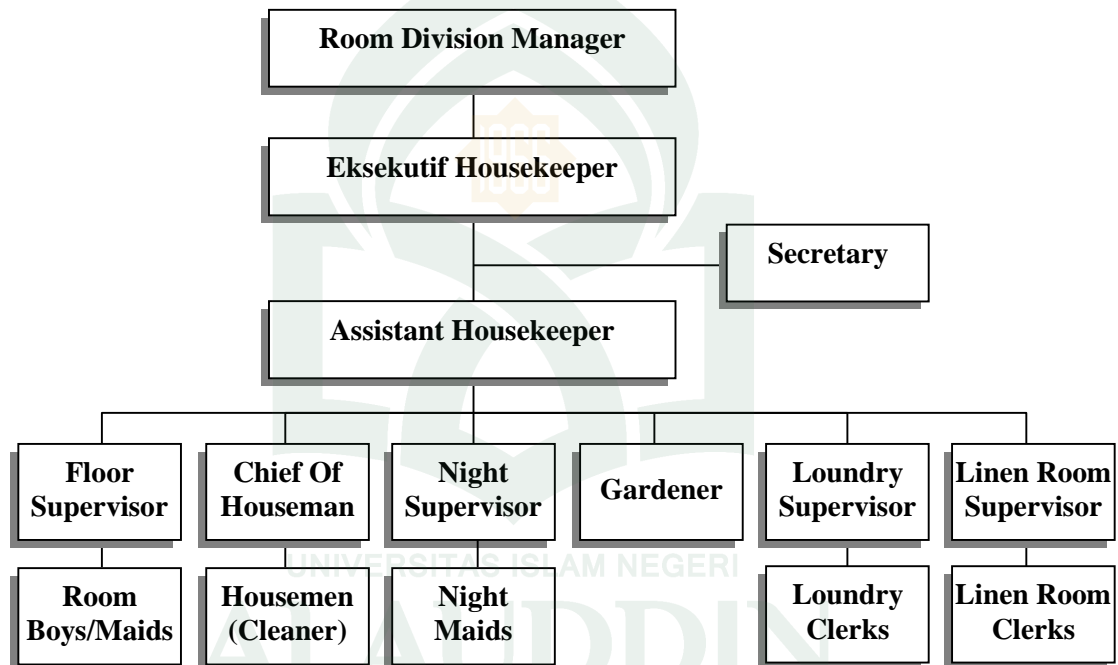 Room Division Manager
Eksekutif Housekeeper
Secretary
Assistant Housekeeper
Floor
Supervisor
Chief Of
Houseman
Night
Supervisor
Gardener
Loundry
Supervisor
Linen Room
Supervisor
UNIVERSITAS ISLAM NEGERI
Room
Boys/Maids
Housemen
(Cleaner)
Night
Maids
Loundry
Clerks
Linen Room
Clerks
ALAUDDIN